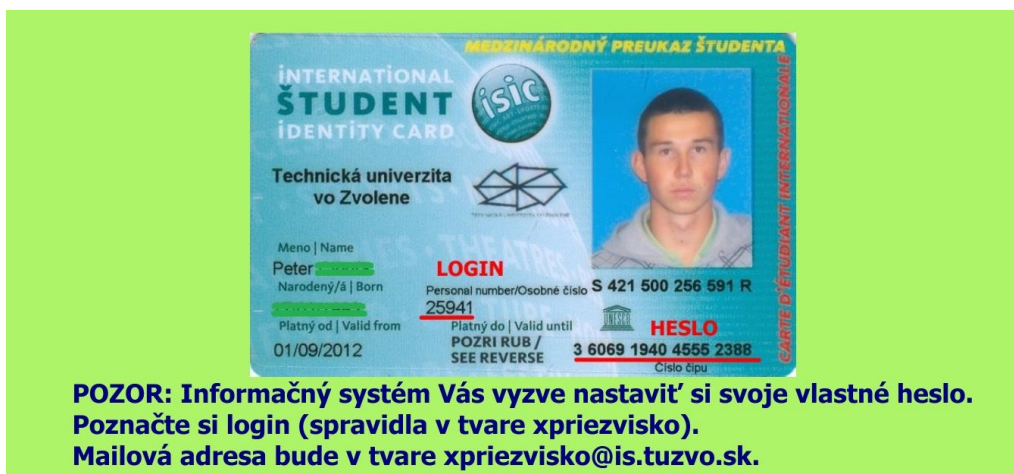 MEDZINÁRODNÝ PREUKAZ ŠTUDENTA
INTERNATIONAL
ŠTUDENT
IDENTITY CARD
isic
Technická univerzita
vo Zvolene
Meno | Name
Peter
LOGIN
Narodený/á | Born
Personal number/Osobné číslo
S 421 500 256 591 R
25941
UNESCO
Platný od | Valid from
Platný do | Valid until
HESLO
01/09/2012
POZRI RUB /
SEE REVERSE
3 6069 1940 4555 2388
Číslo čipu
CARTE D'ÉTUDIANT INTERNATIONALE
POZOR: Informačný systém Vás vyzve nastaviť si svoje vlastné heslo.
Poznačte si login (spravidla v tvare xpriezvisko).
Mailová adresa bude v tvare xpriezvisko@is.tuzvo.sk.